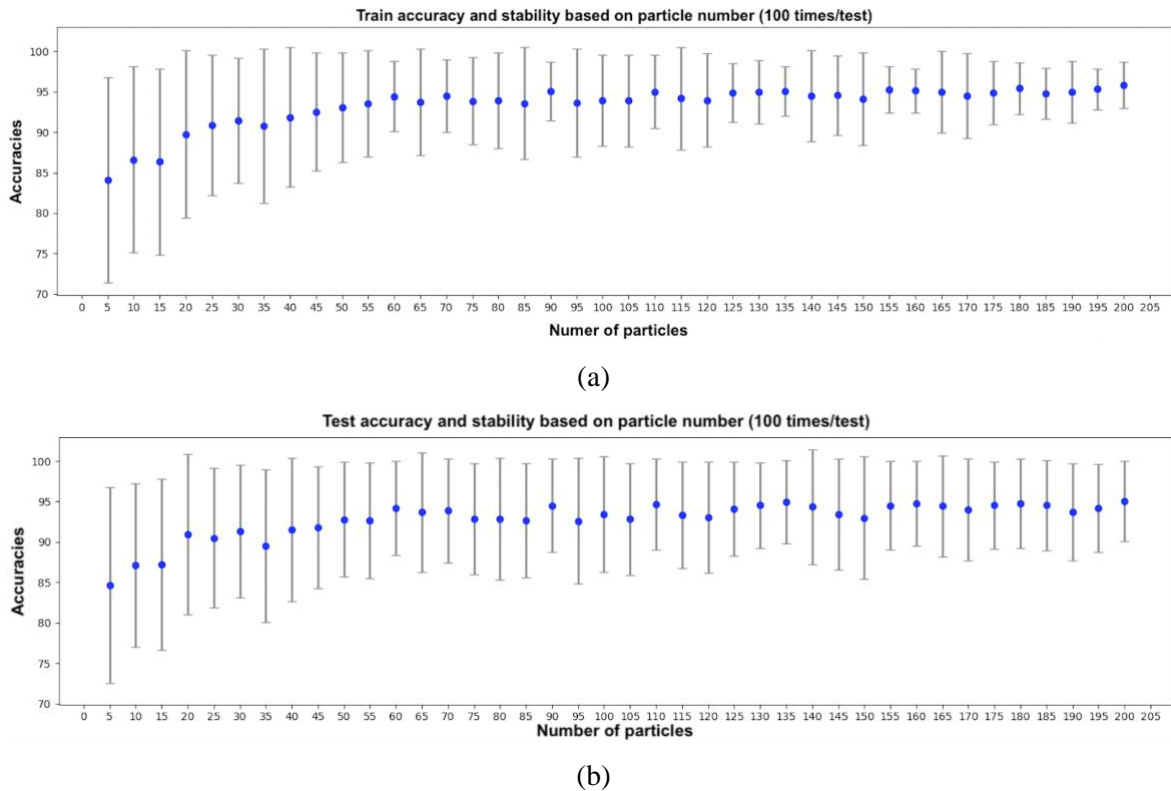 Train accuracy and stability based on particle number (100 times/test)
100
95
90
85
80
75
70
Accuracies
0 5 10 15 20 25 30 35 40 45 50 55 60 65 70 75 80 85 90 95 100 105 110 115 120 125 130 135 140 145 150 155 160 165 170 175 180 185 190 195 200 205
Numer of particles
(a)
Test accuracy and stability based on particle number (100 times/test)
100
95
90
85
80
75
70
Accuracies
0 5 10 15 20 25 30 35 40 45 50 55 60 65 70 75 80 85 90 95 100 105 110 115 120 125 130 135 140 145 150 155 160 165 170 175 180 185 190 195 200 205
Number of particles
(b)